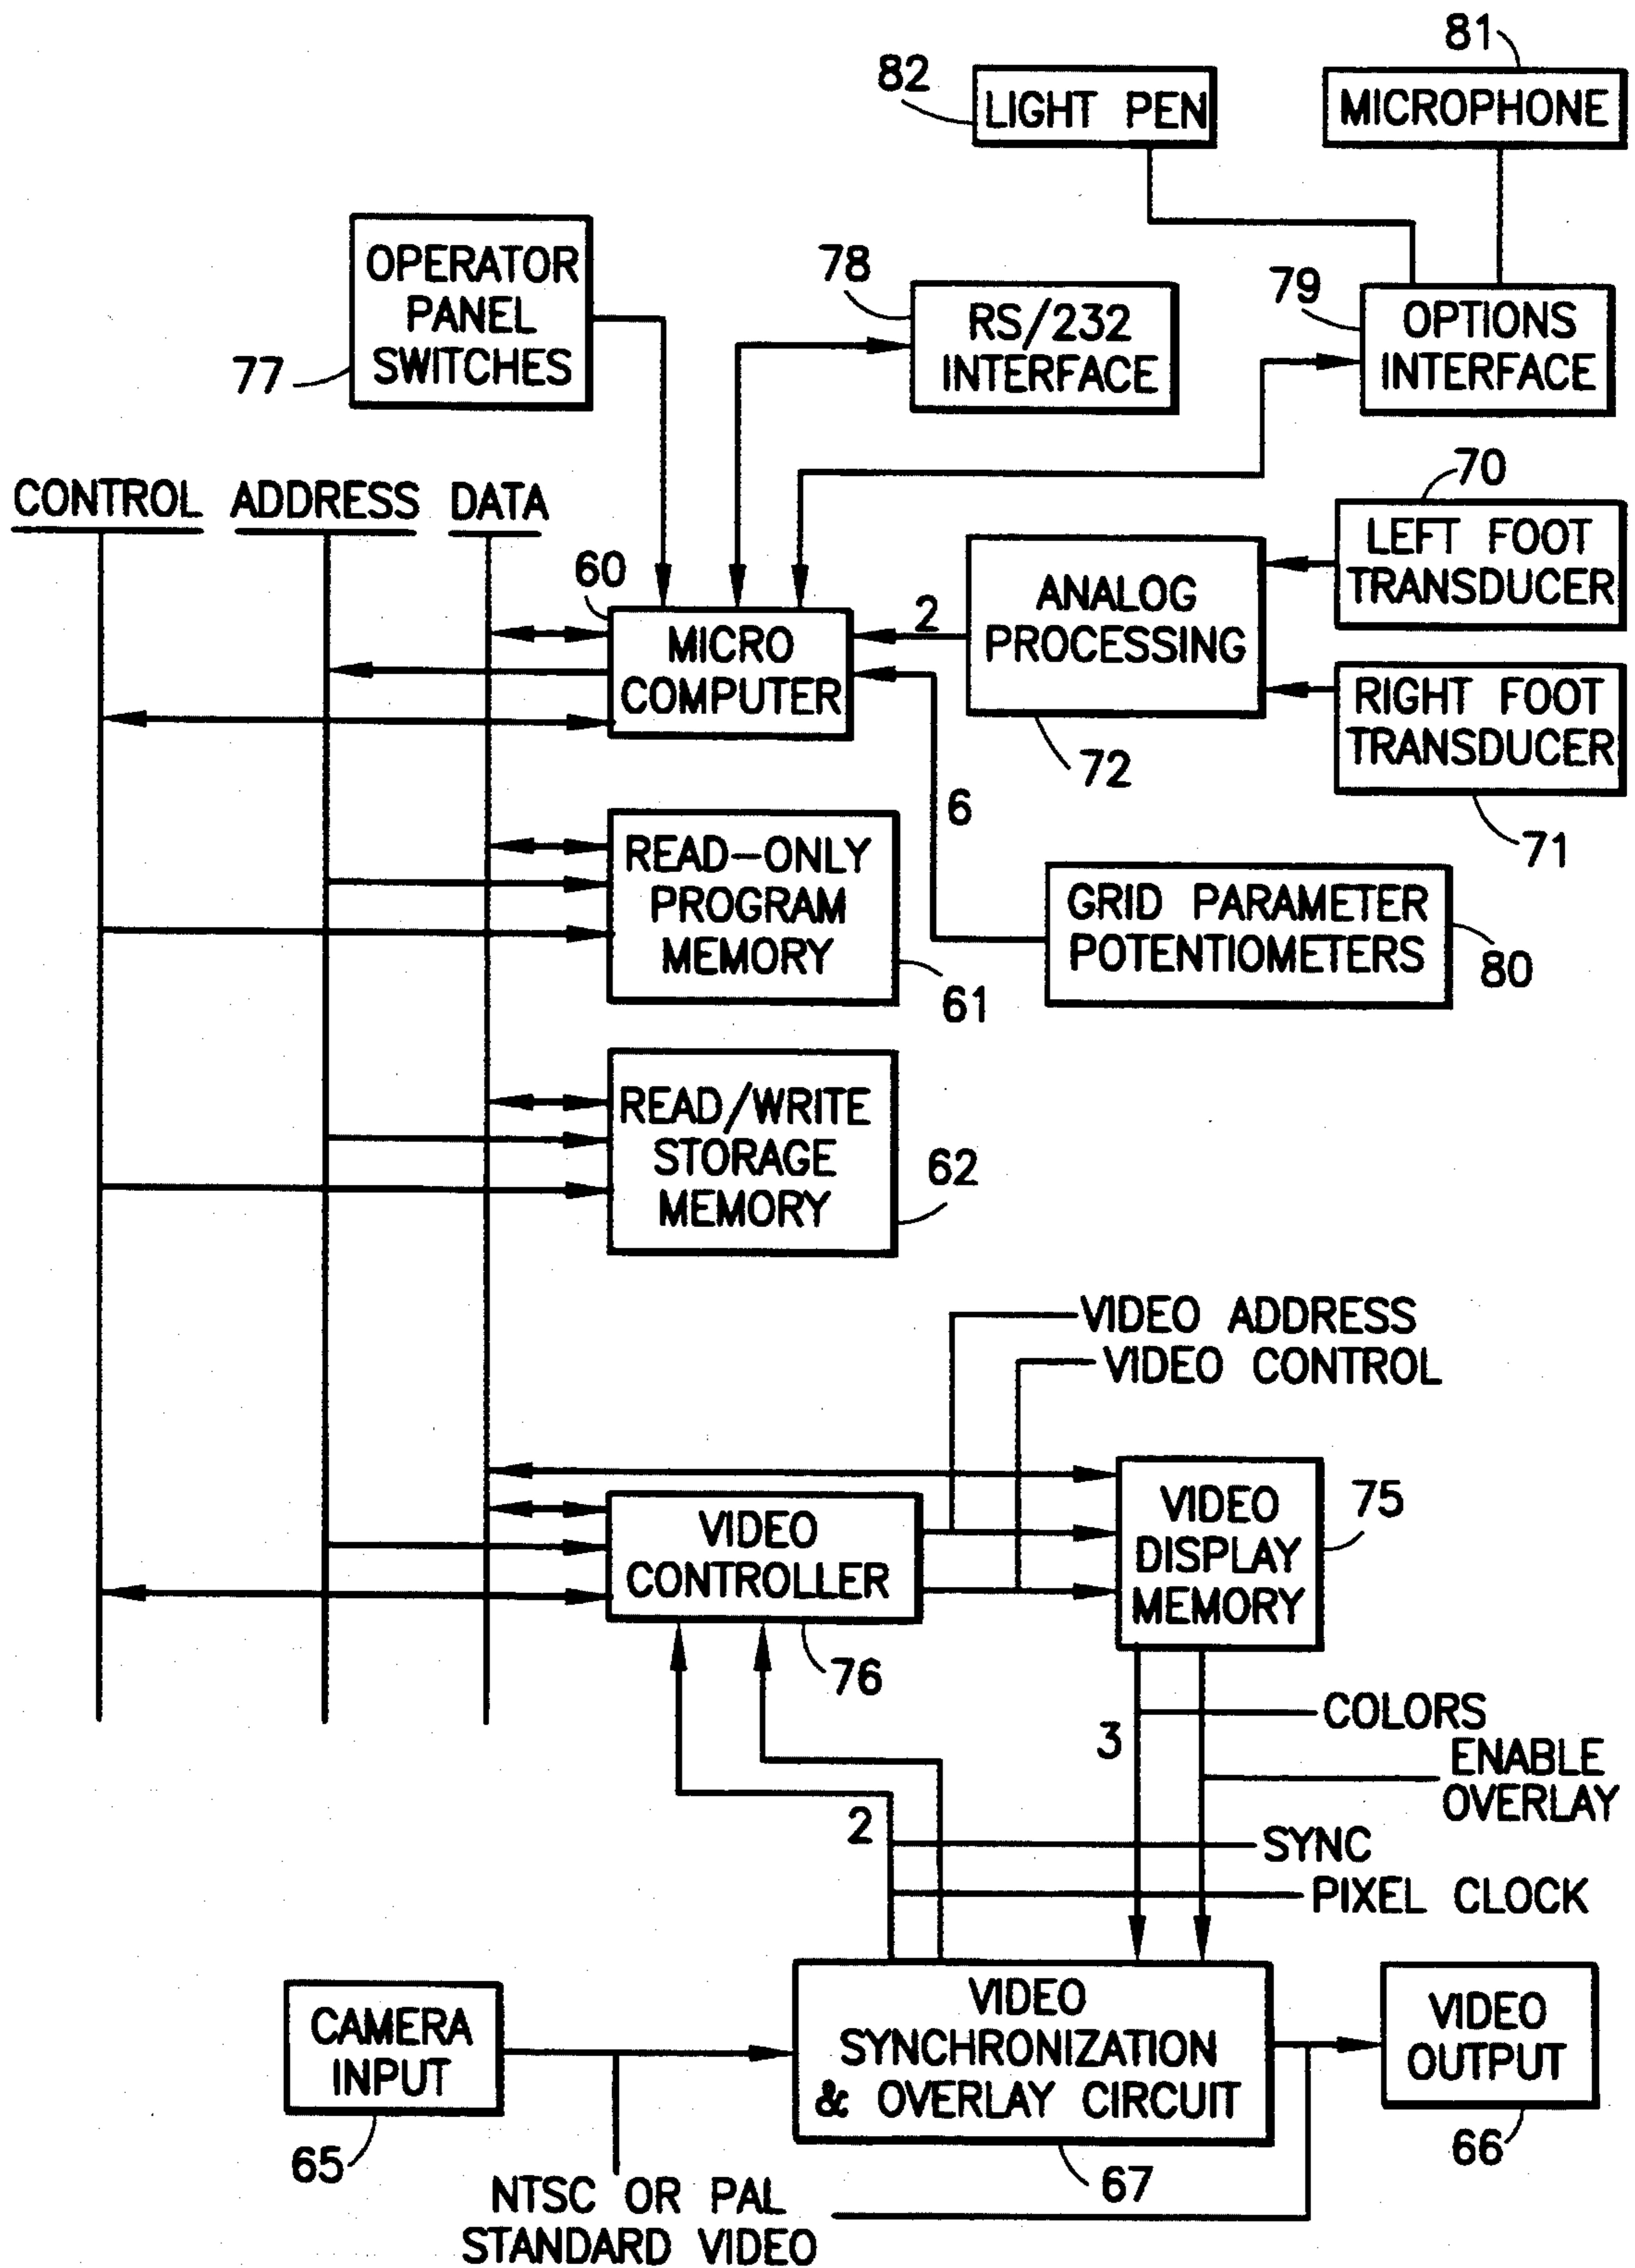 81
82
LIGHT PEN
MICROPHONE
OPERATOR
PANEL
SWITCHES
77
78
RS/232
INTERFACE
79
OPTIONS
INTERFACE
CONTROL
ADDRESS
DATA
70
LEFT FOOT
TRANSDUCER
60
MICRO
COMPUTER
2
ANALOG
PROCESSING
72
RIGHT FOOT
TRANSDUCER
71
6
READ-ONLY
PROGRAM
MEMORY
61
GRID PARAMETER
POTENTIOMETERS
80
READ/WRITE
STORAGE
MEMORY
62
VIDEO ADDRESS
VIDEO CONTROL
VIDEO
CONTROLLER
76
VIDEO
DISPLAY
MEMORY
75
3
COLORS
ENABLE
OVERLAY
2
SYNC
PIXEL CLOCK
CAMERA
INPUT
65
VIDEO
SYNCHRONIZATION
& OVERLAY CIRCUIT
67
VIDEO
OUTPUT
66
NTSC OR PAL
STANDARD VIDEO